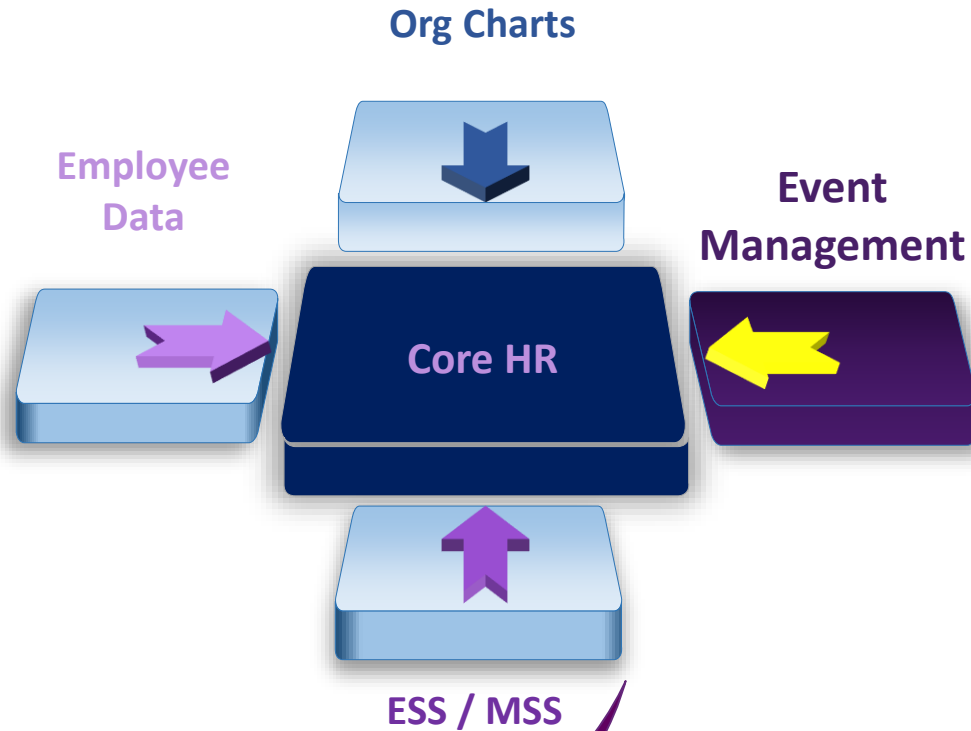 Org Charts
Employee
Data
Event
Management
Core HR
ESS / MSS